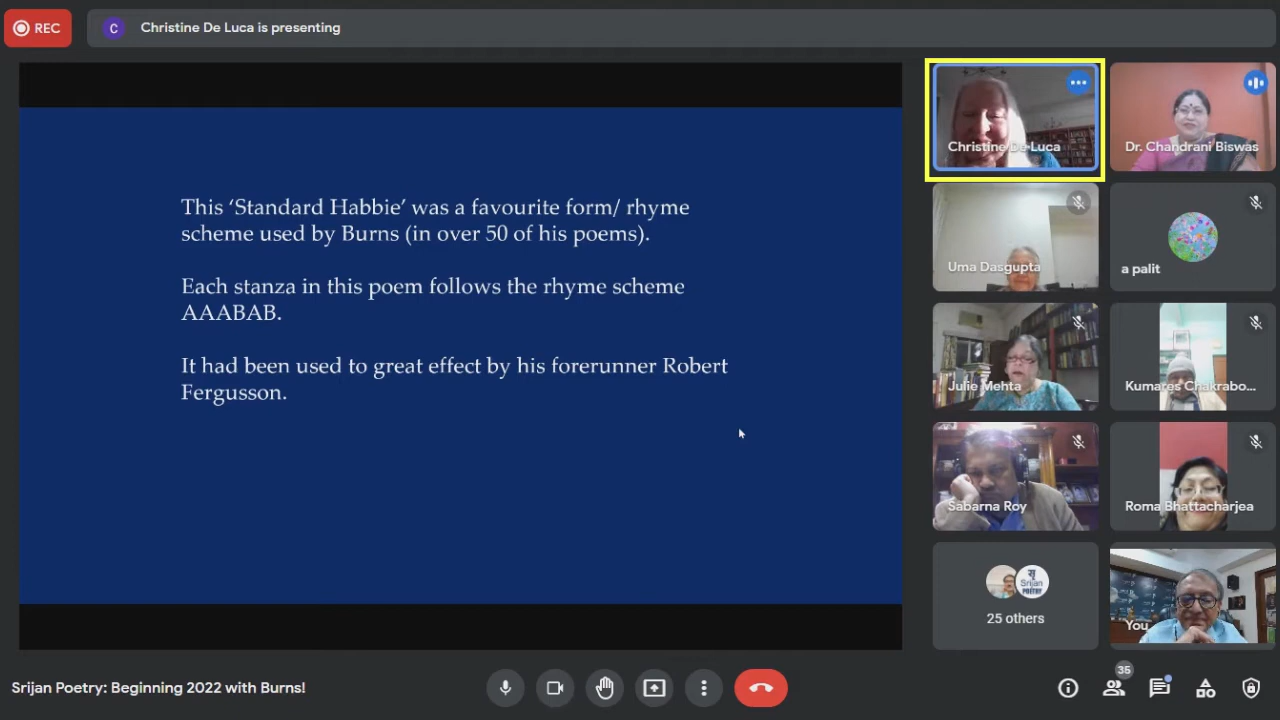 REC
C
Christine De Luca is presenting
This ‘Standard Habbie’ was a favourite form/ rhyme
scheme used by Burns (in over 50 of his poems).
Each stanza in this poem follows the rhyme scheme
AAABAB.
It had been used to great effect by his forerunner Robert
Fergusson.
Christine De Luca
Dr. Chandrani Biswas
Uma Dasgupta
a palit
Julie Mehta
Kumares Chakrabo...
Sabarna Roy
Roma Bhattacharjea
सृ
Srijan
POETRY
25 others
You
Srijan Poetry: Beginning 2022 with Burns!
35